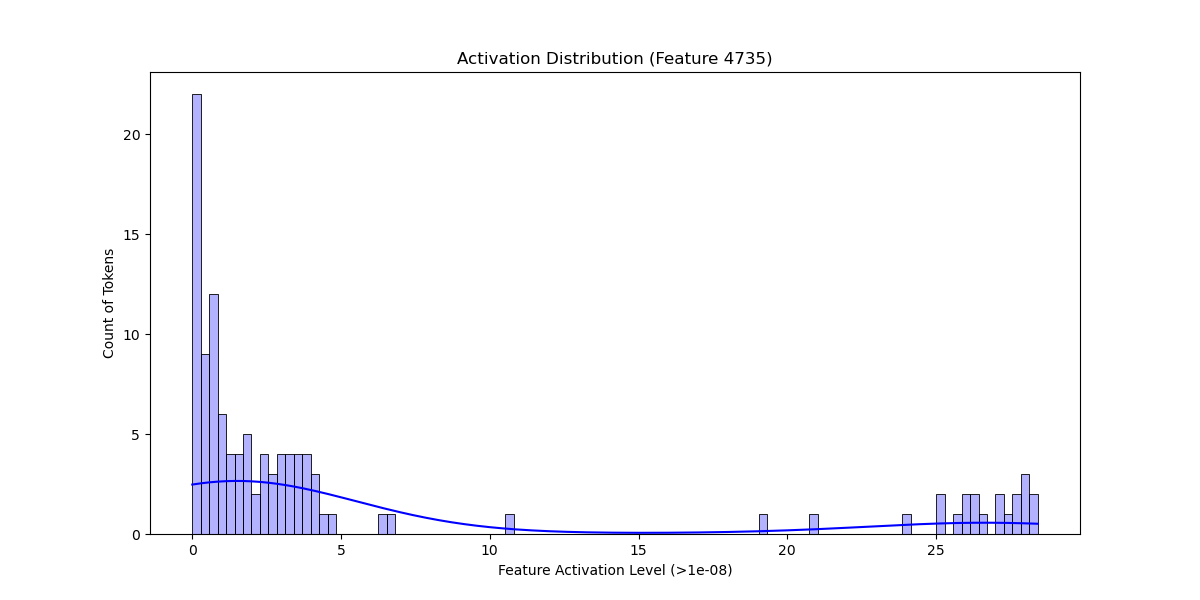 Activation Distribution (Feature 4735)
20
15
10
5
0
Count of Tokens
0 5 10 15 20 25
Feature Activation Level (>1e-08)